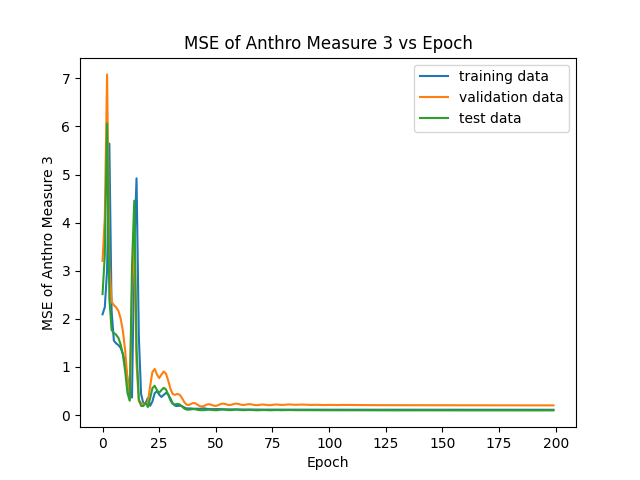 MSE of Anthro Measure 3 vs Epoch
training data
validation data
test data
MSE of Anthro Measure 3
7
6
5
4
3
2
1
0
0 25 50 75 100 125 150 175 200
Epoch